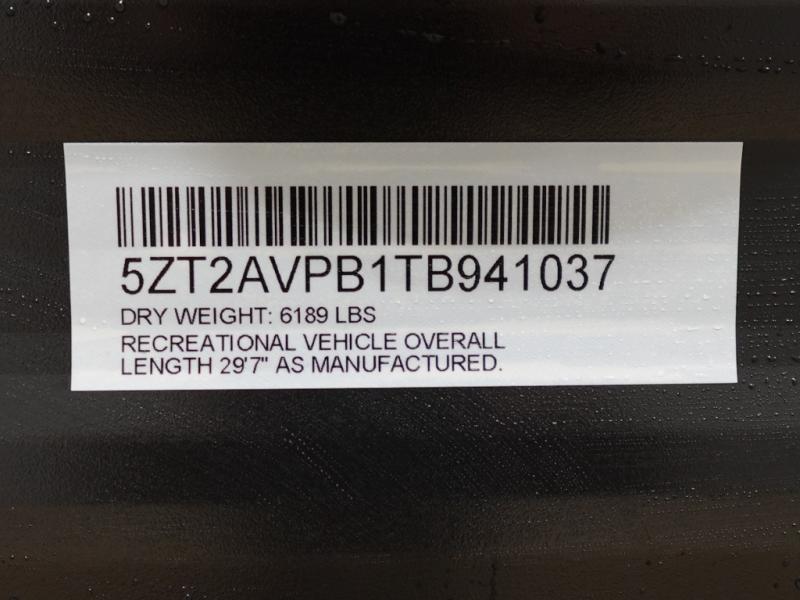 5ZT2AVPB1TB941037
DRY WEIGHT: 6189 LBS
RECREATIONAL VEHICLE OVERALL
LENGTH 29'7" AS MANUFACTURED.